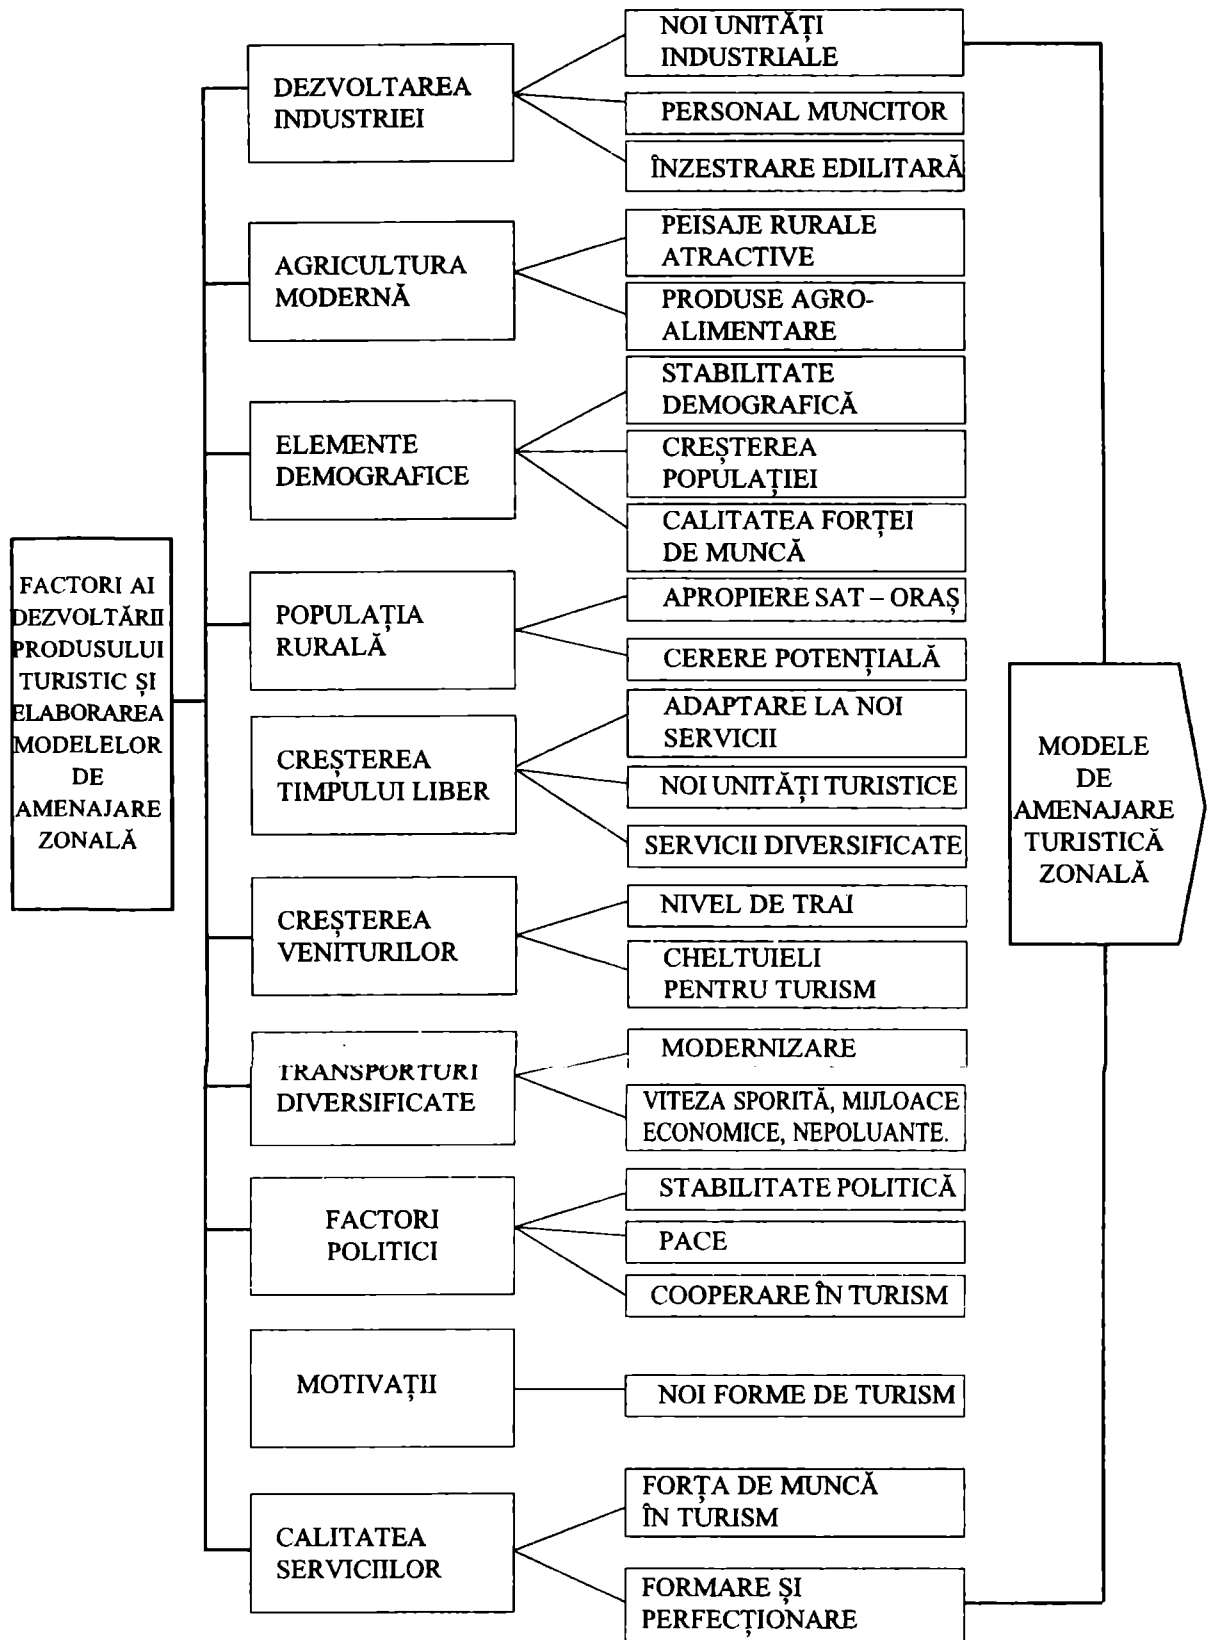 FACTORI AI
DEZVOLTĂRII
PRODUSULUI
TURISTIC ȘI
ELABORAREA
MODELELOR
DE
AMENAJARE
ZONALĂ
DEZVOLTAREA
INDUSTRIEI
NOI UNITĂȚI
INDUSTRIALE
PERSONAL MUNCITOR
ÎNZESTRARE EDILITARĂ
AGRICULTURA
MODERNĂ
PEISAJE RURALE
ATRACTIVE
PRODUSE AGRO-
ALIMENTARE
ELEMENTE
DEMOGRAFICE
STABILITATE
DEMOGRAFICĂ
CREȘTEREA
POPULAȚIEI
CALITATEA FORȚEI
DE MUNCĂ
POPULAȚIA
RURALĂ
APROPIERE SAT – ORAȘ
CERERE POTENȚIALĂ
CREȘTEREA
TIMPULUI LIBER
ADAPTARE LA NOI
SERVICII
NOI UNITĂȚI TURISTICE
SERVICII DIVERSIFICATE
CREȘTEREA
VENITURILOR
NIVEL DE TRAI
CHELTUIELI
PENTRU TURISM
TRANSPORTURI
DIVERSIFICATE
MODERNIZARE
VITEZA SPORITĂ, MIJLOACE
ECONOMICE, NEPOLUANTE.
FACTORI
POLITICI
STABILITATE POLITICĂ
PACE
COOPERARE ÎN TURISM
MOTIVAȚII
NOI FORME DE TURISM
CALITATEA
SERVICIILOR
FORȚA DE MUNCĂ
ÎN TURISM
FORMARE ȘI
PERFECȚIONARE
MODELE
DE
AMENAJARE
TURISTICĂ
ZONALĂ